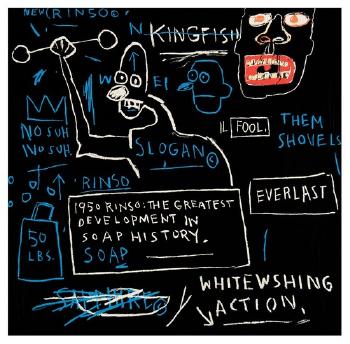 NEW(RINSO©)
N.
KINGFISH
W EI
IL FOOL.
THEM
SHOVELS
NO SUH.
NO SUH.
SLOGAN©
RINSO
EVERLAST
1950 RINSO: THE GREATEST
DEVELOPMENT IN
SOAP HISTORY.
SOAP
50
LBS.
SAPPHIRE©
WHITEWSHING
ACTION.